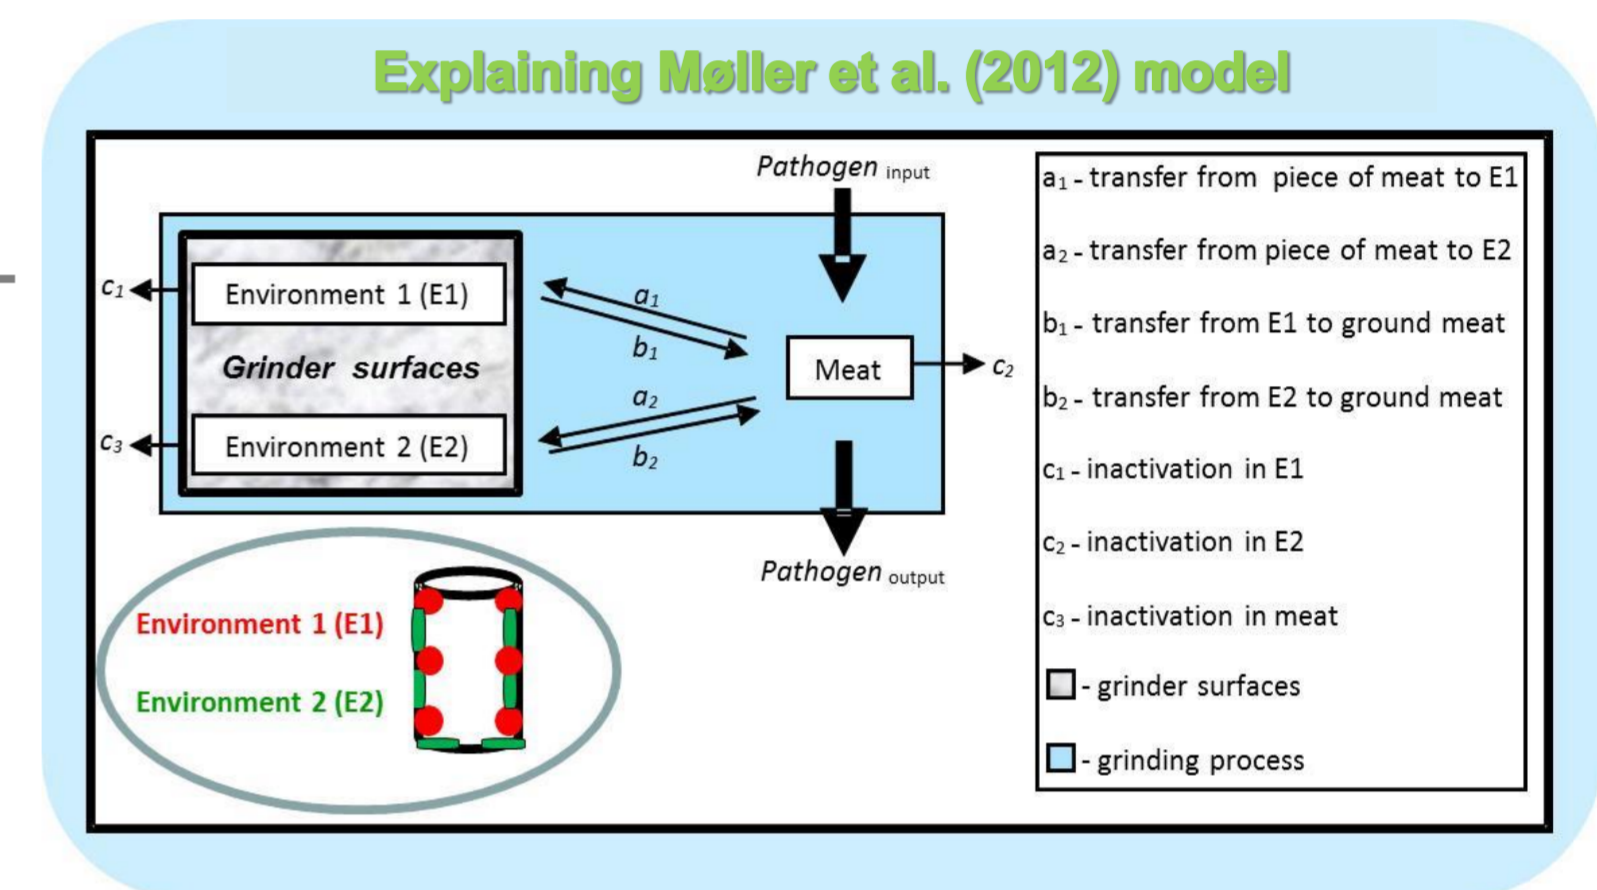 Explaining Møller et al. (2012) model
Pathogen input
c1
Environment 1 (E1)
a1
b1
Grinder surfaces
Meat
c2
a2
c3
Environment 2 (E2)
b2
Pathogen output
Environment 1 (E1)
Environment 2 (E2)
a1 - transfer from piece of meat to E1
a2 - transfer from piece of meat to E2
b1 - transfer from E1 to ground meat
b2 - transfer from E2 to ground meat
c1 - inactivation in E1
c2 - inactivation in E2
c3 - inactivation in meat
- grinder surfaces
- grinding process